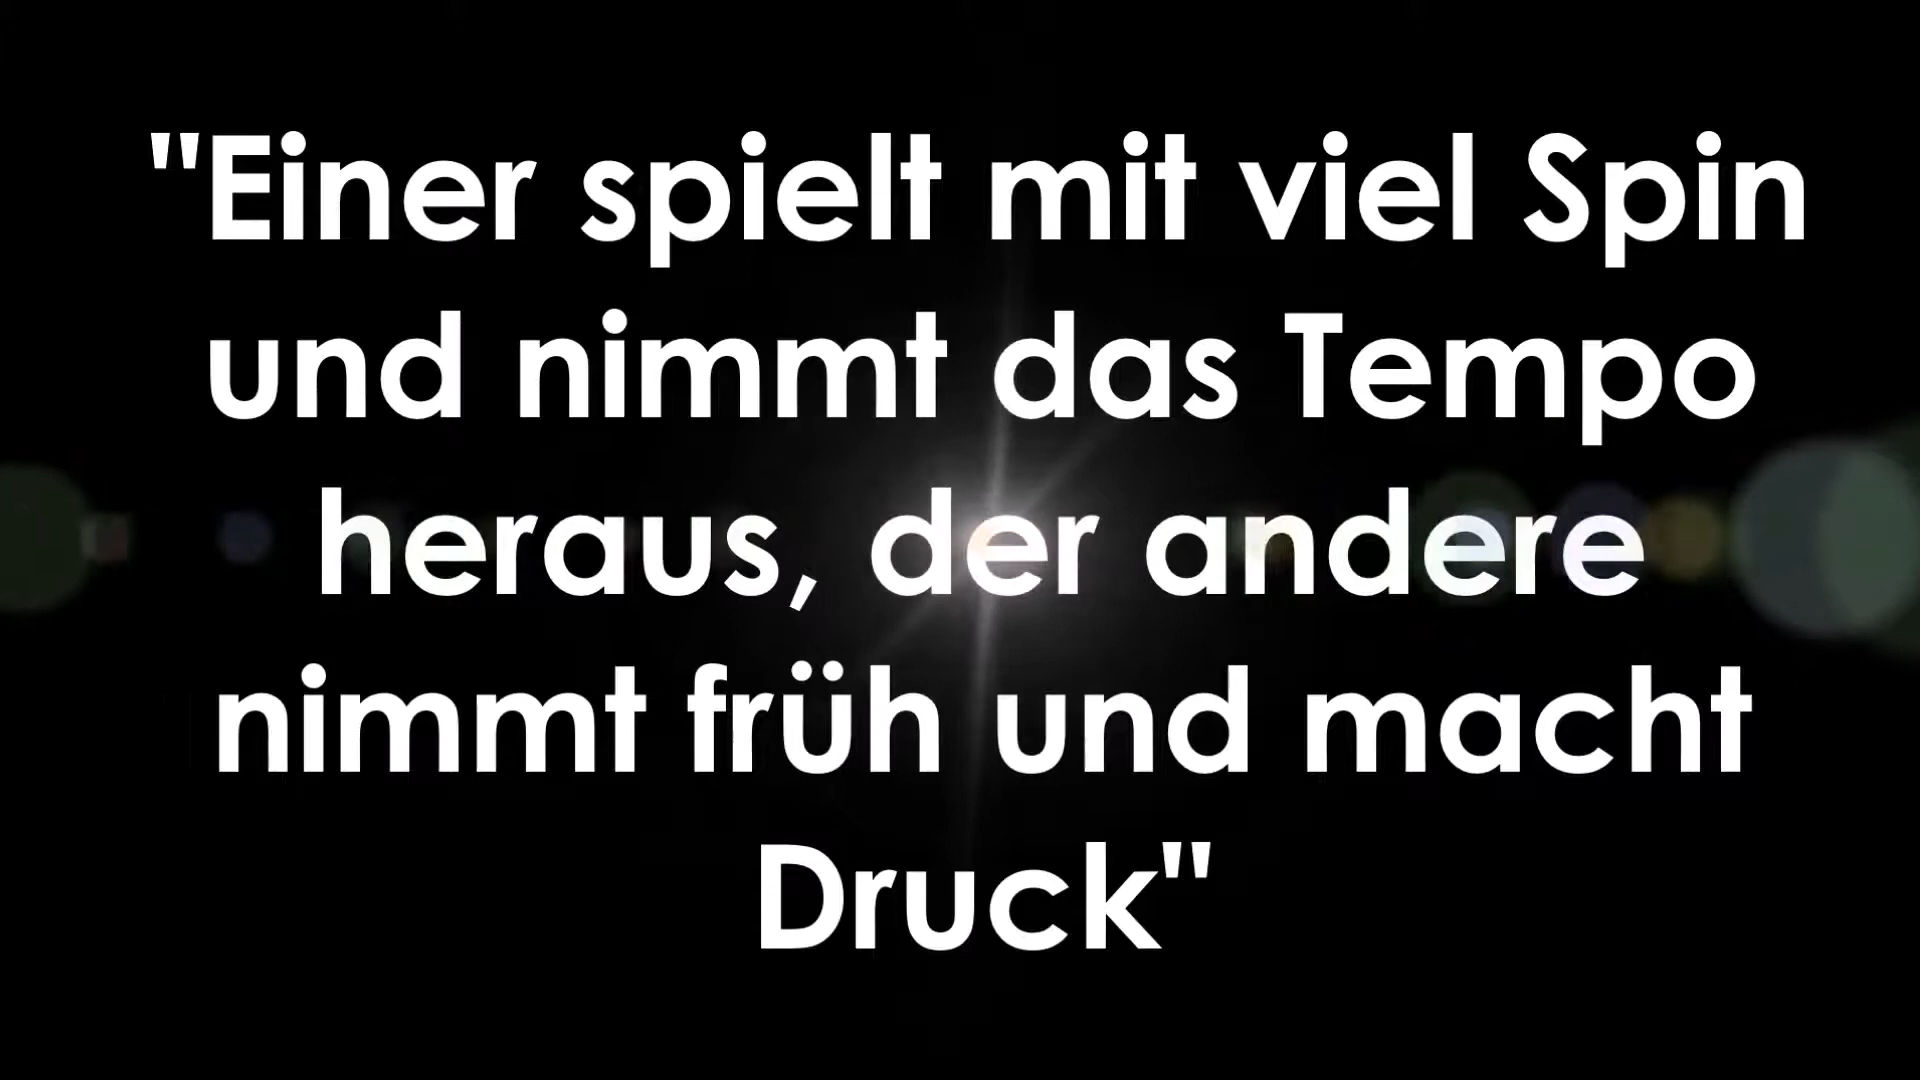 "Einer spielt mit viel Spin
und nimmt das Tempo
heraus, der andere
nimmt früh und macht
Druck"